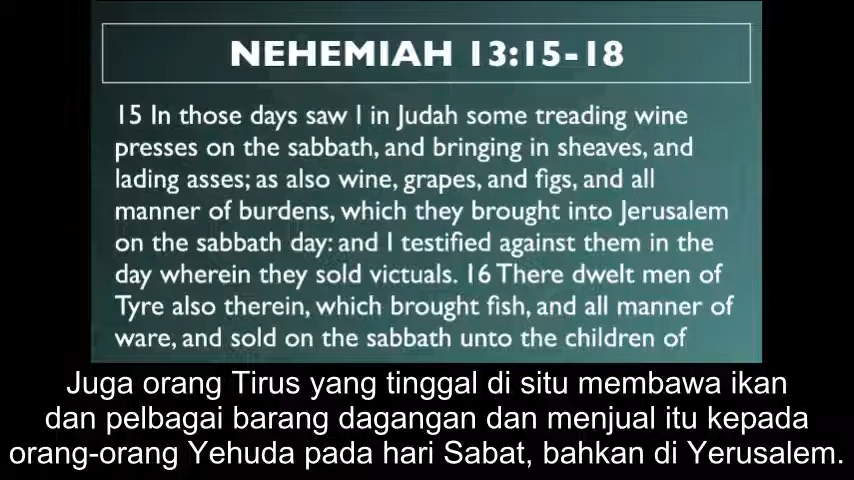 NEHEMIAH 13:15-18
15 In those days saw I in Judah some treading wine
presses on the sabbath, and bringing in sheaves, and
lading asses; as also wine, grapes, and figs, and all
manner of burdens, which they brought into Jerusalem
on the sabbath day: and I testified against them in the
day wherein they sold victuals. 16 There dwelt men of
Tyre also therein, which brought fish, and all manner of
ware, and sold on the sabbath unto the children of
Juga orang Tirus yang tinggal di situ membawa ikan
dan pelbagai barang dagangan dan menjual itu kepada
orang-orang Yehuda pada hari Sabat, bahkan di Yerusalem.